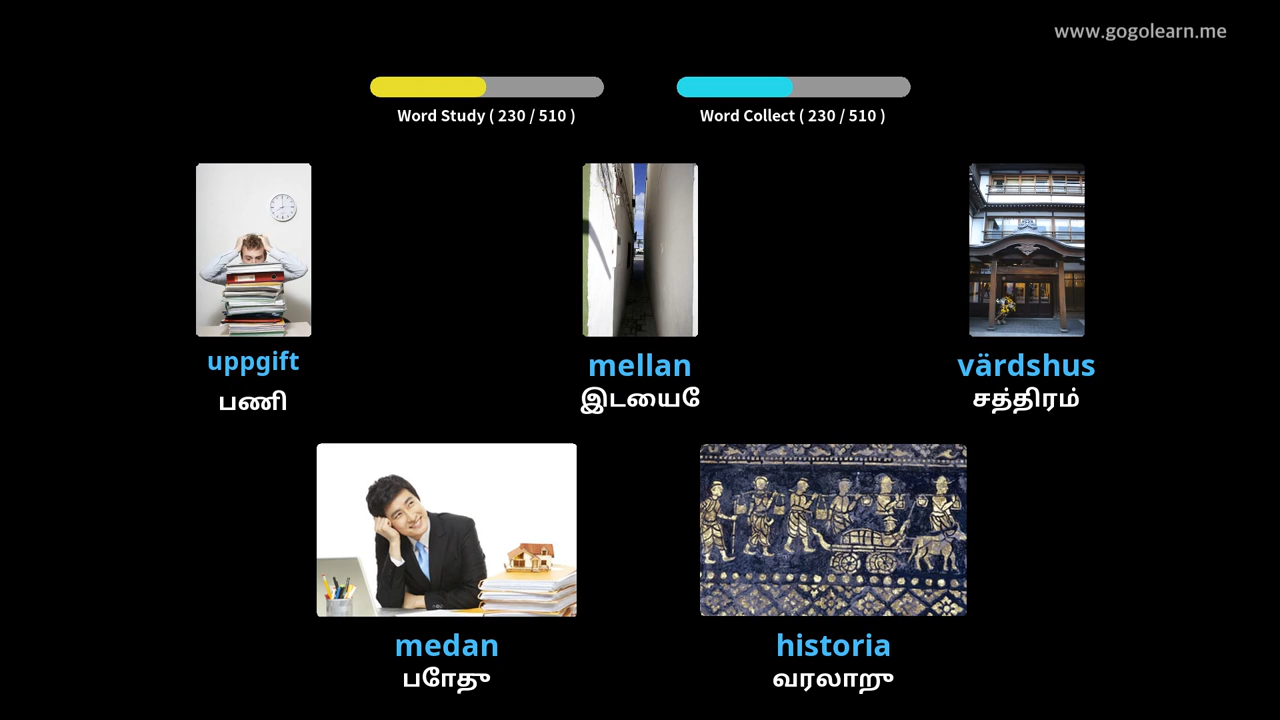 www.gogolearn.me
Word Study ( 230 / 510 )
Word Collect ( 230 / 510 )
uppgift
பணி
mellan
இடையே
värdshus
சத்திரம்
medan
போது
historia
வரலாறு